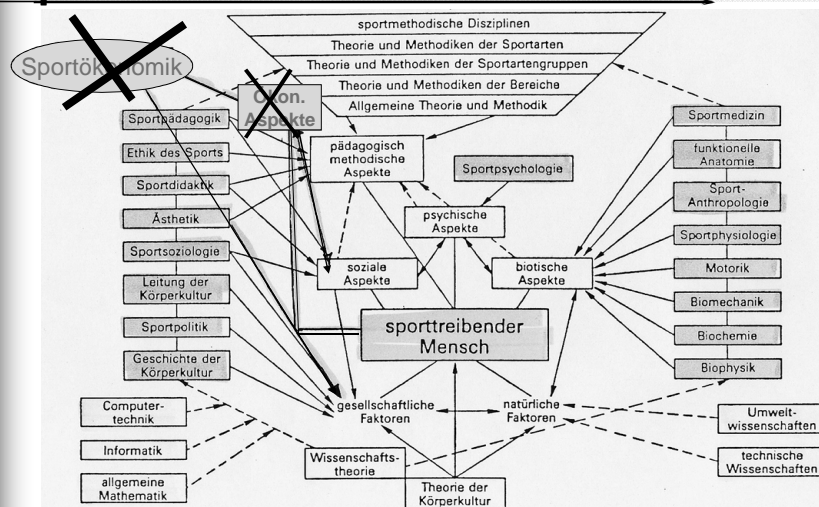 sportmethodische Disziplinen
Theorie und Methodiken der Sportarten
Theorie und Methodiken der Sportartengruppen
Theorie und Methodiken der Bereiche
Allgemeine Theorie und Methodik
Sportökonomik
Ökon.
Aspekte
Sportpädagogik
Ethik des Sports
Sportdidaktik
Ästhetik
Sportsoziologie
Leitung der
Körperkultur
Sportpolitik
Geschichte der
Körperkultur
Computer-
technik
Informatik
allgemeine
Mathematik
pädagogisch
methodische
Aspekte
Sportpsychologie
psychische
Aspekte
soziale
Aspekte
biotische
Aspekte
sporttreibender
Mensch
gesellschaftliche
Faktoren
natürliche
Faktoren
Wissenschafts-
theorie
Theorie der
Körperkultur
Sportmedizin
funktionelle
Anatomie
Sport-
Anthropologie
Sportphysiologie
Motorik
Biomechanik
Biochemie
Biophysik
Umwelt-
wissenschaften
technische
Wissenschaften